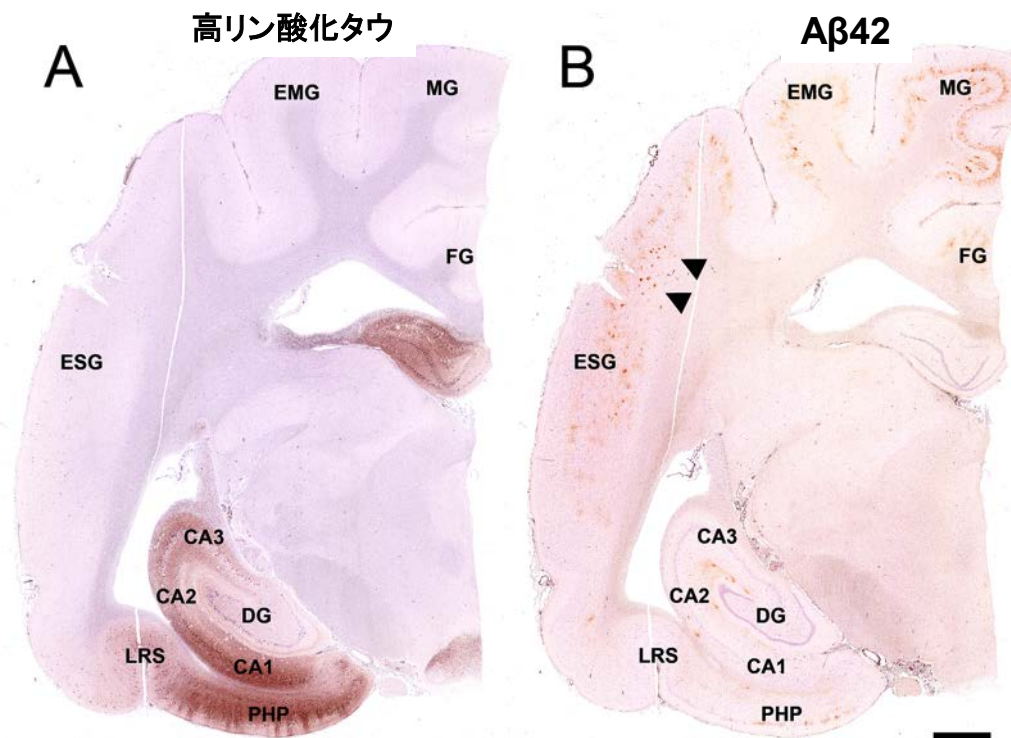 高リン酸化タウ
Aβ42
A
EMG
MG
FG
ESG
CA3
CA2
DG
LRS
CA1
PHP
B
EMG
MG
FG
ESG
CA3
CA2
DG
LRS
CA1
PHP